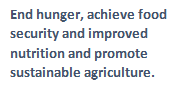 End hunger, achieve food
security and improved
nutrition and promote
sustainable agriculture.